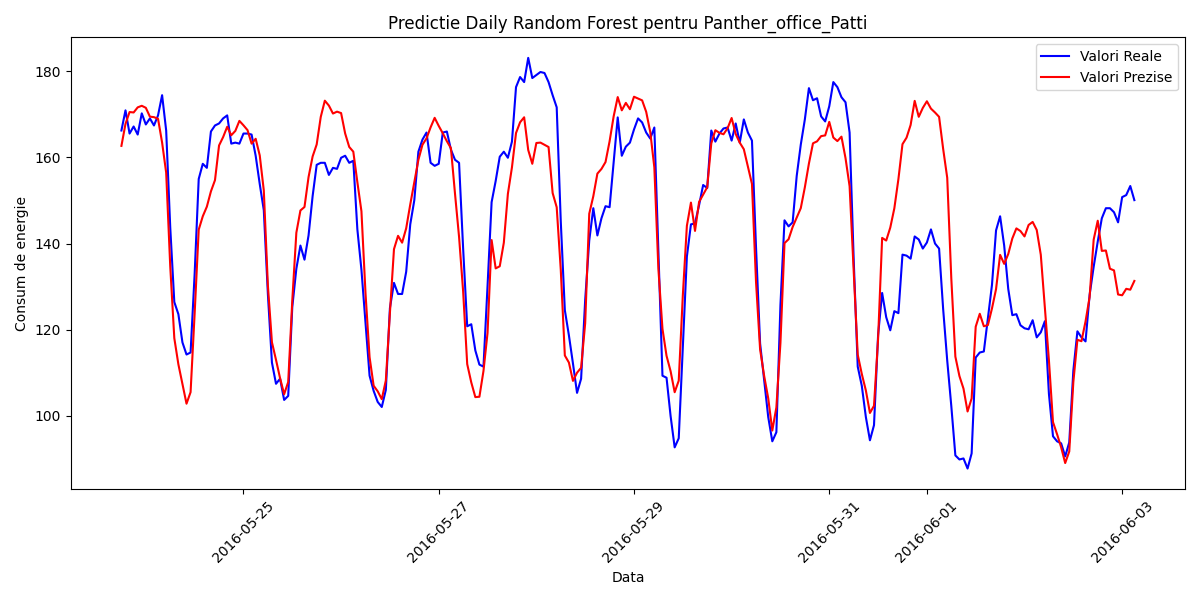 Predictie Daily Random Forest pentru Panther_office_Patti
Valori Reale
Valori Prezise
Consum de energie
180
160
140
120
100
2016-05-25
2016-05-27
2016-05-29
2016-05-31
2016-06-01
2016-06-03
Data